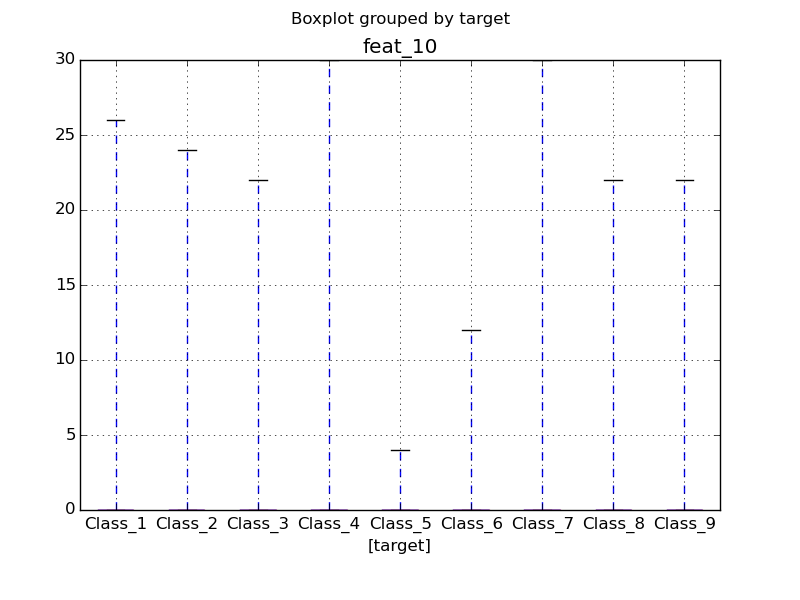 Boxplot grouped by target
feat_10
30
25
20
15
10
5
0
Class_1 Class_2 Class_3 Class_4 Class_5 Class_6 Class_7 Class_8 Class_9
[target]